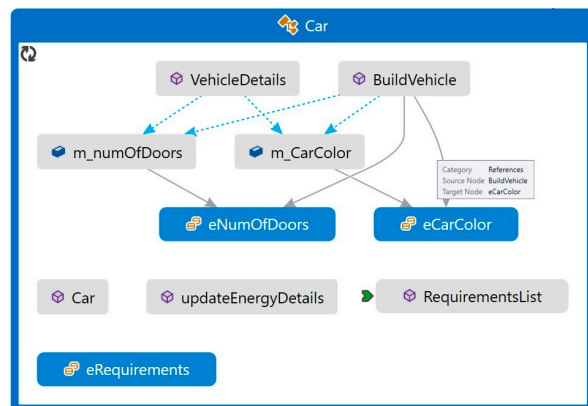 Car
VehicleDetails
BuildVehicle
m_numOfDoors
m_CarColor
Category References
Source Node BuildVehicle
Target Node eCarColor
eNumOfDoors
eCarColor
Car
updateEnergyDetails
RequirementsList
eRequirements